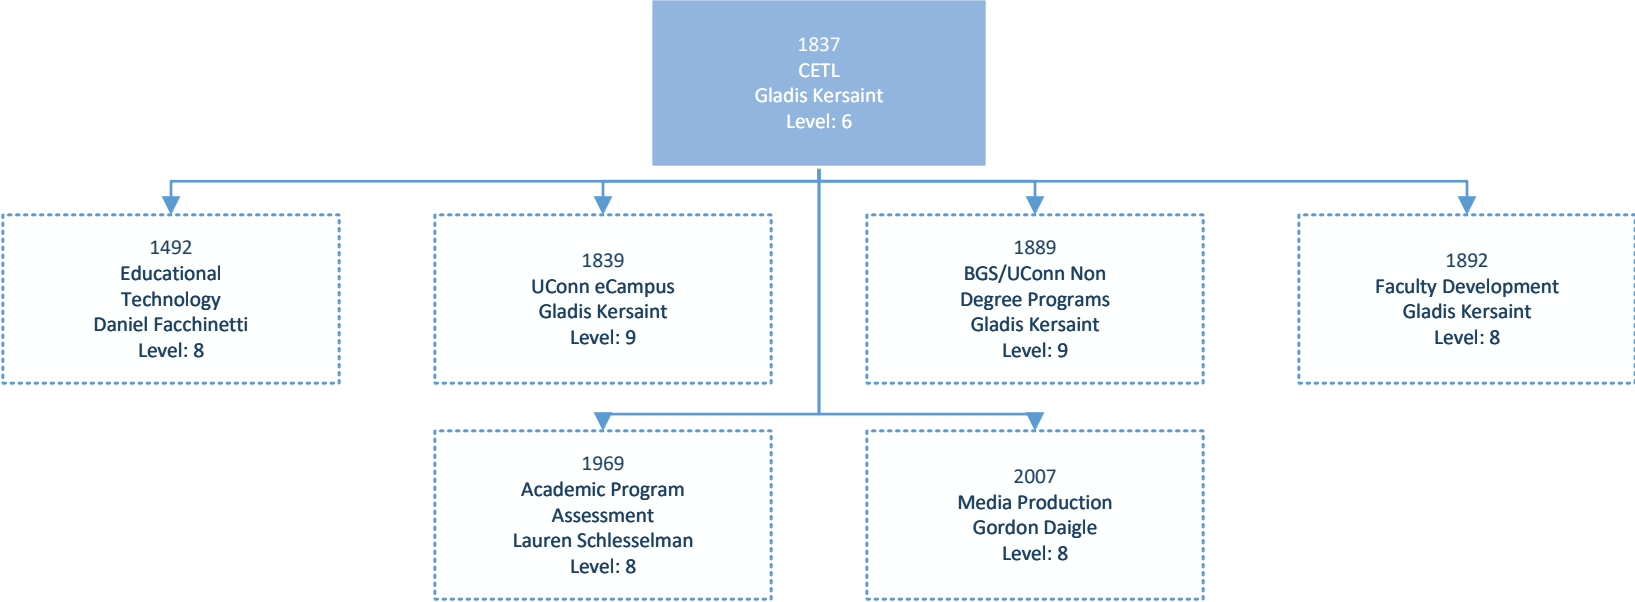 1837
CETL
Gladis Kersaint
Level: 6
1492
Educational
Technology
Daniel Facchinetti
Level: 8
1839
UConn eCampus
Gladis Kersaint
Level: 9
1889
BGS/UConn Non
Degree Programs
Gladis Kersaint
Level: 9
1892
Faculty Development
Gladis Kersaint
Level: 8
1969
Academic Program
Assessment
Lauren Schlesselman
Level: 8
2007
Media Production
Gordon Daigle
Level: 8